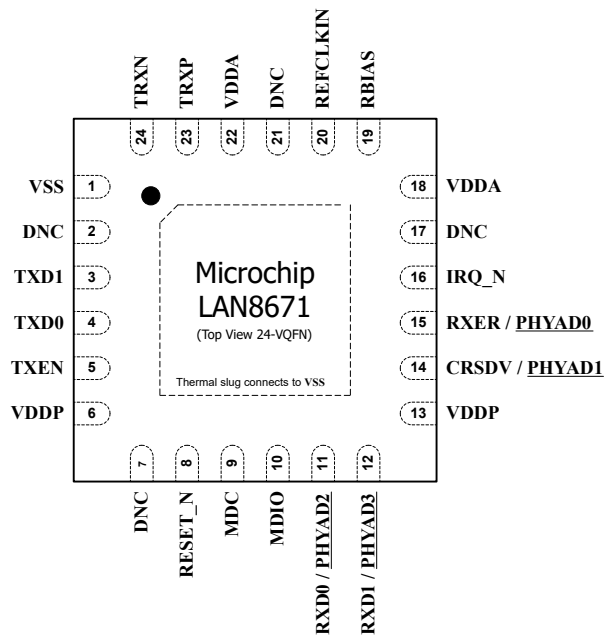 TRXN
TRXP
VDDA
DNC
REFCLKIN
RBIAS
24
23
22
21
20
19
VSS 1
DNC 2
TXD1 3
TXD0 4
TXEN 5
VDDP 6
Microchip
LAN8671
(Top View 24-VQFN)
Thermal slug connects to VSS
18 VDDA
17 DNC
16 IRQ_N
15 RXER / PHYAD0
14 CRSDV / PHYAD1
13 VDDP
7
8
9
10
11
12
DNC
RESET_N
MDC
MDIO
RXD0 / PHYAD2
RXD1 / PHYAD3